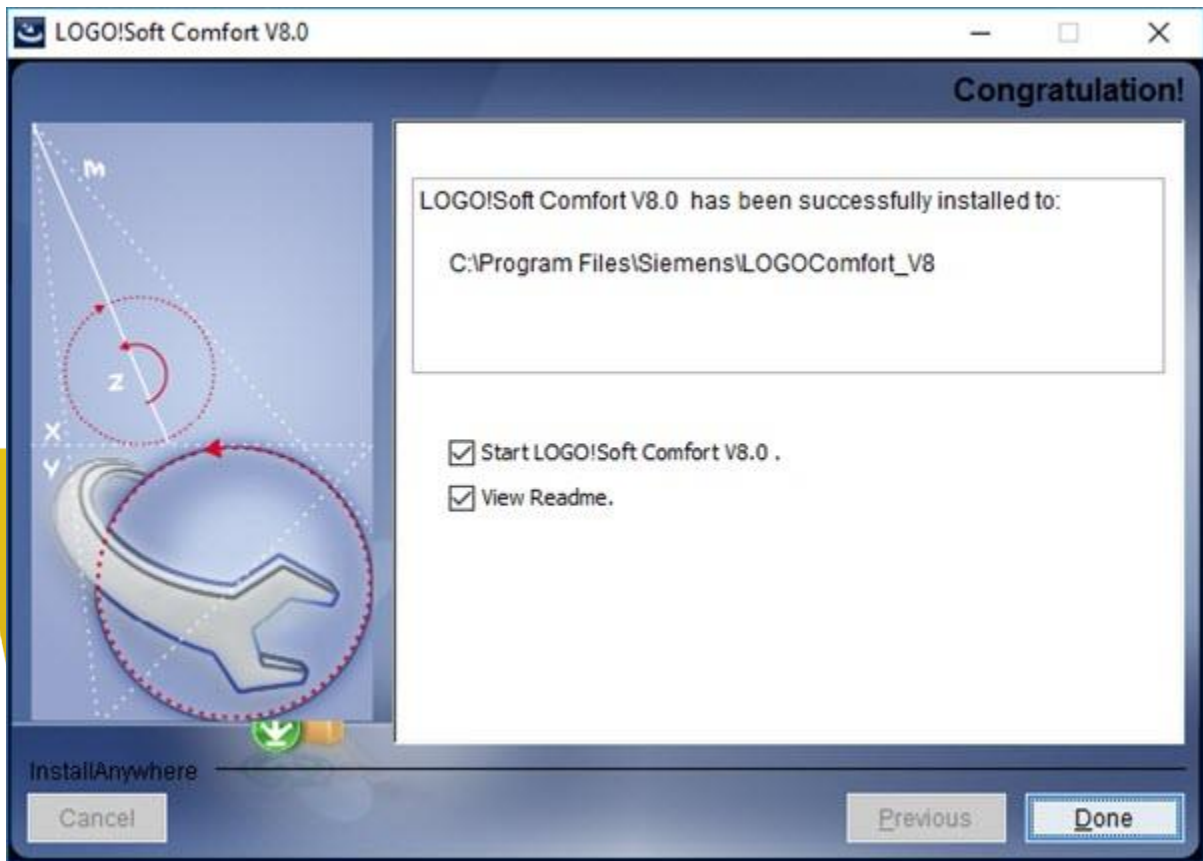 LOGO!Soft Comfort V8.0
Congratulation!
m
z
x
y
LOGO!Soft Comfort V8.0 has been successfully installed to:
C:\Program Files\Siemens\LOGOComfort_V8
Start LOGO!Soft Comfort V8.0 .
View Readme.
InstallAnywhere
Cancel
Previous
Done